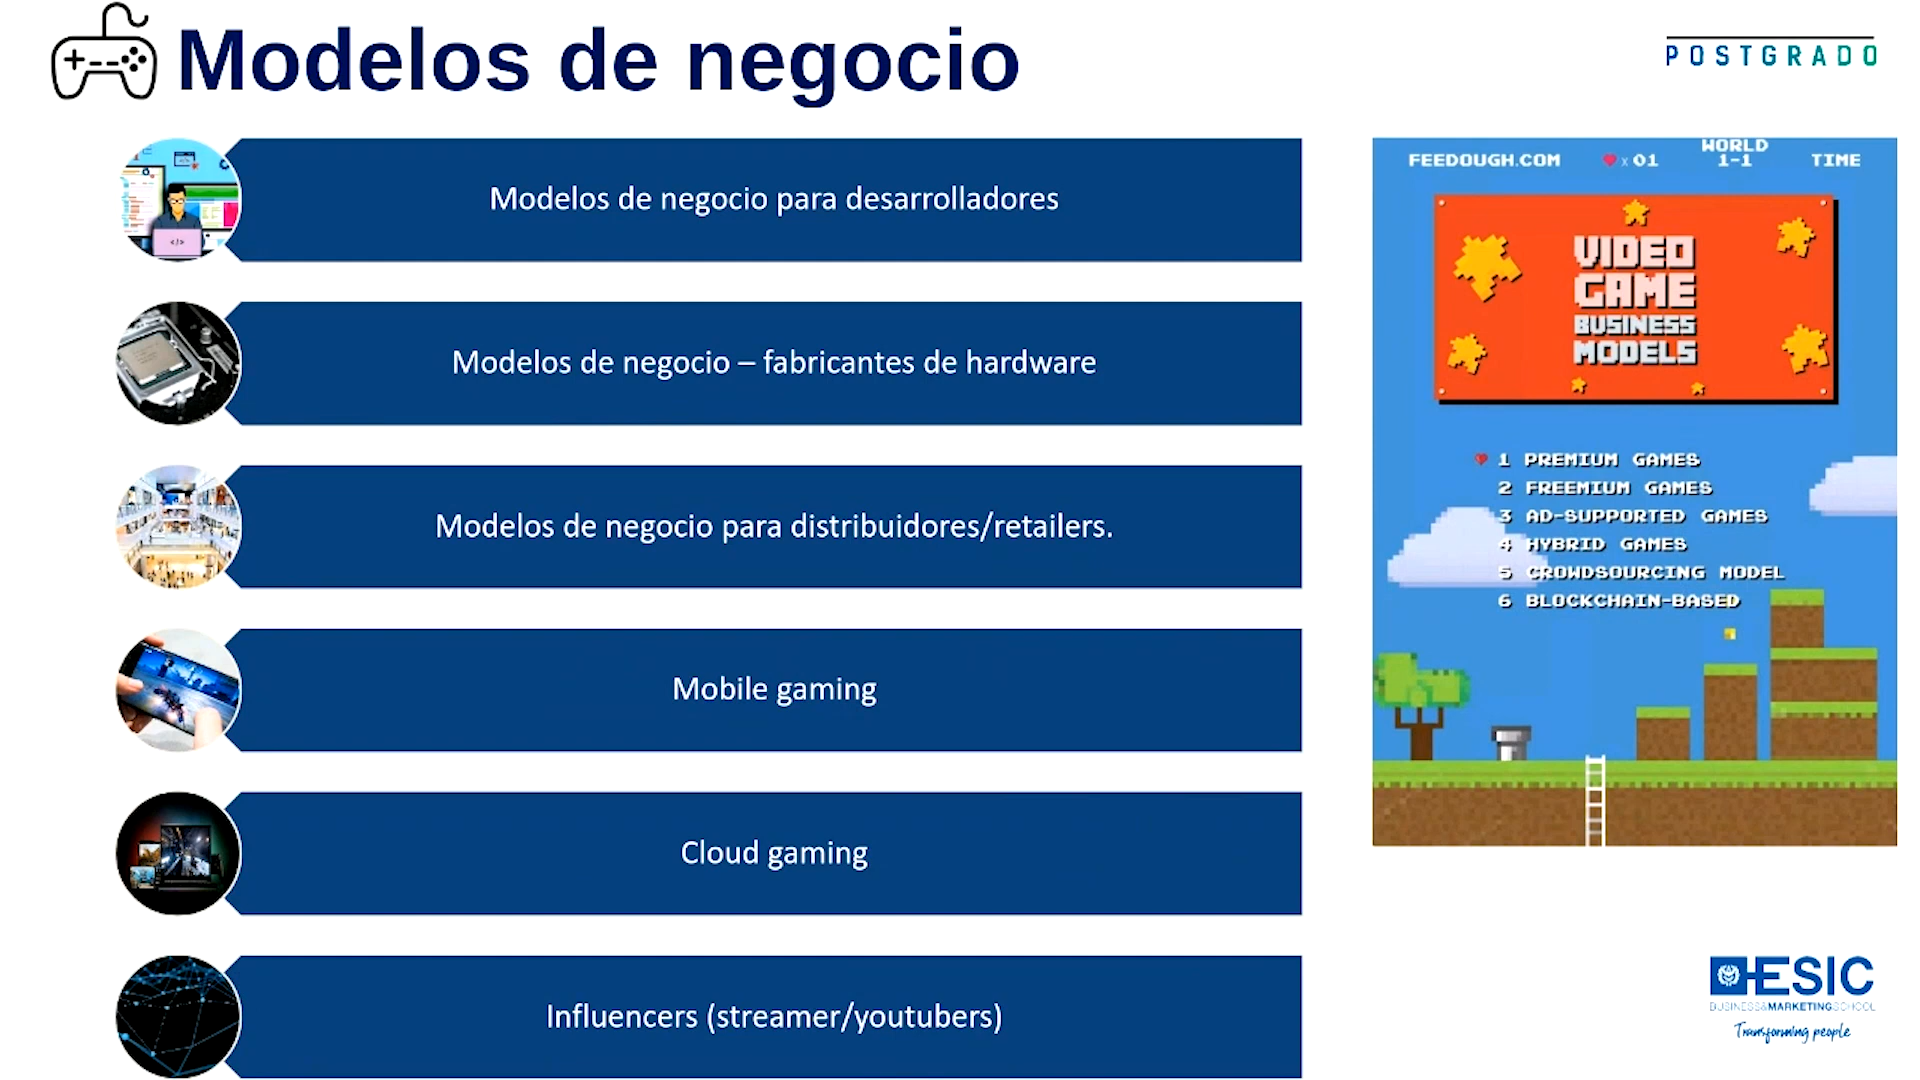 Modelos de negocio
POSTGRADO
Modelos de negocio para desarrolladores
Modelos de negocio – fabricantes de hardware
Modelos de negocio para distribuidores/retailers.
Mobile gaming
Cloud gaming
Influencers (streamer/youtubers)
FEEDOUGH.COM
x 01
WORLD
1-1
TIME
VIDEO
GAME
BUSINESS
MODELS
1 PREMIUM GAMES
2 FREEMIUM GAMES
3 AD-SUPPORTED GAMES
4 HYBRID GAMES
5 CROWDSOURCING MODEL
6 BLOCKCHAIN-BASED
</> 
ESIC
BUSINESS&MARKETINGSCHOOL
Transforming people